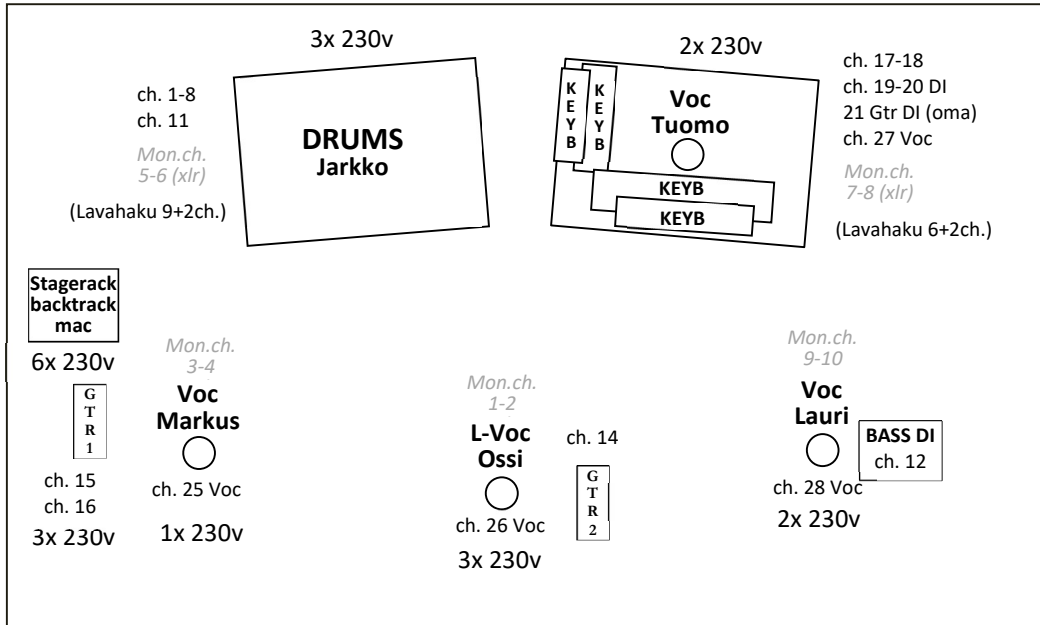 3x 230v
ch. 1-8
ch. 11
Mon.ch.
5-6 (xlr)
(Lavahaku 9+2ch.)
DRUMS
Jarkko
2x 230v
KEYB
KEYB
Voc
Tuomo
KEYB
KEYB
ch. 17-18
ch. 19-20 DI
21 Gtr DI (oma)
ch. 27 Voc
Mon.ch.
7-8 (xlr)
(Lavahaku 6+2ch.)
Stagerack
backtrack
mac
6x 230v
GTR1
ch. 15
ch. 16
3x 230v
Mon.ch.
3-4
Voc
Markus
ch. 25 Voc
1x 230v
Mon.ch.
1-2
L-Voc
Ossi
ch. 26 Voc
3x 230v
ch. 14
GTR2
Mon.ch.
9-10
Voc
Lauri
ch. 28 Voc
2x 230v
BASS DI
ch. 12